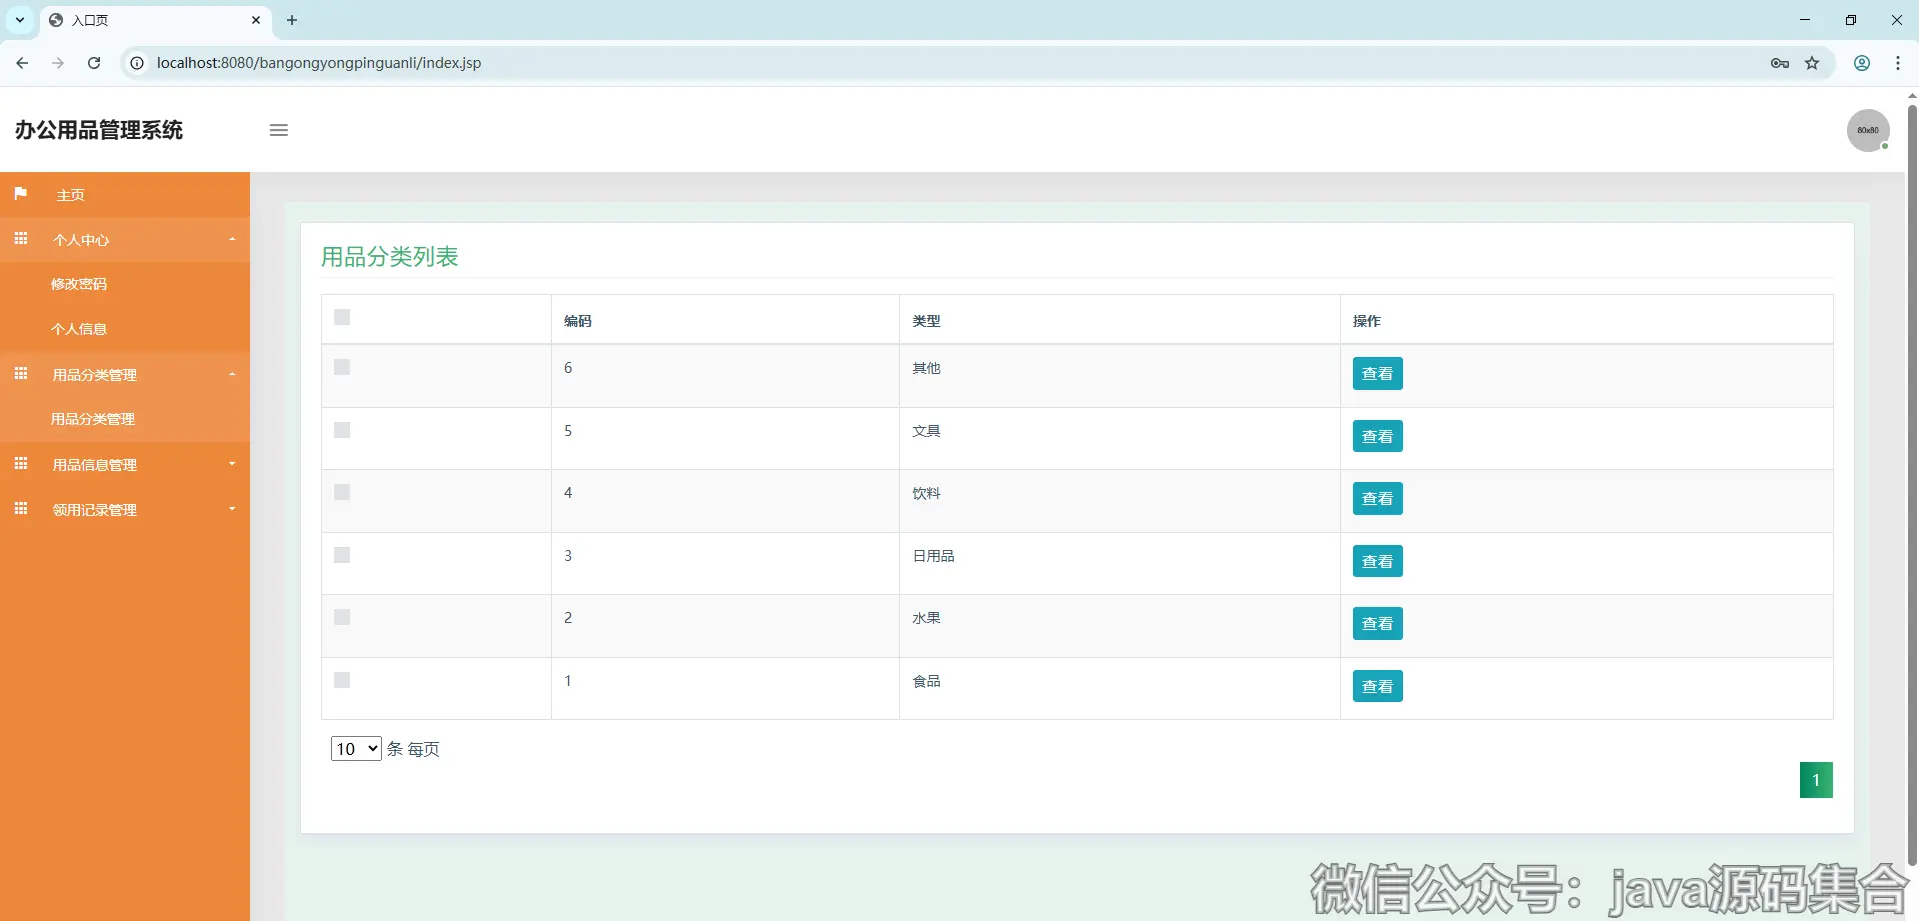 入口页
localhost:8080/bangongyongpinguanli/index.jsp
办公用品管理系统
80x80
主页
个人中心
修改密码
个人信息
用品分类管理
用品分类管理
用品信息管理
领用记录管理
用品分类列表
编码 类型 操作
6 其他 查看
5 文具 查看
4 饮料 查看
3 日用品 查看
2 水果 查看
1 食品 查看
10 条 每页
1
微信公众号：java源码集合